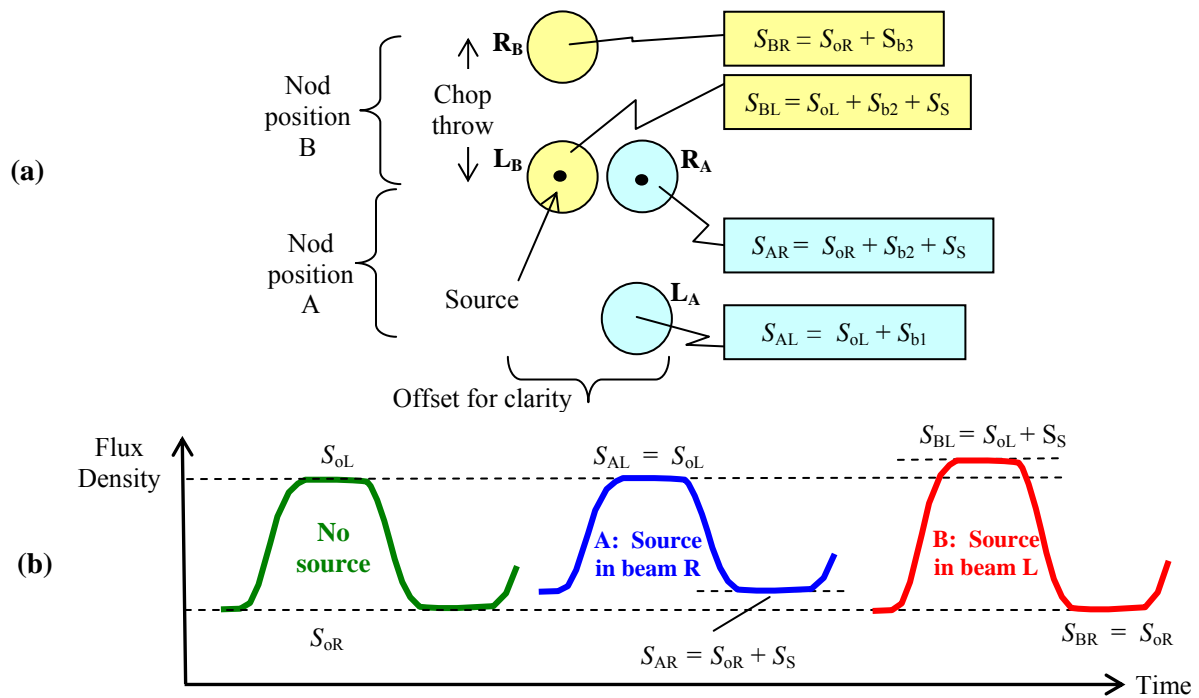 (a)
Nod
position
B
R_B
Chop
throw
L_B
R_A
S_BR = S_oR + S_b3
S_BL = S_oL + S_b2 + S_S
Nod
position
A
Source
L_A
S_AR = S_oR + S_b2 + S_S
S_AL = S_oL + S_b1
Offset for clarity
(b)
Flux
Density
S_oL
No
source
S_oR
S_AL = S_oL
A: Source
in beam R
S_AR = S_oR + S_S
S_BL = S_oL + S_S
B: Source
in beam L
S_BR = S_oR
Time